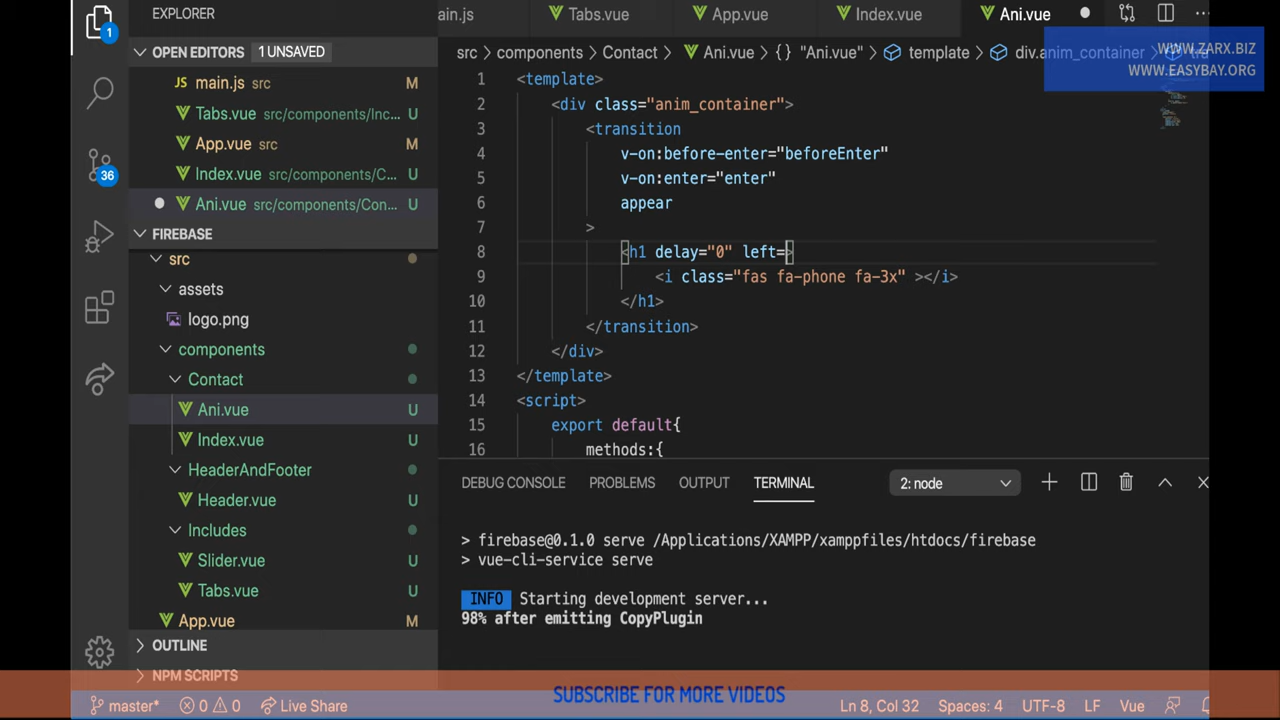 EXPLORER
ain.js
Tabs.vue
App.vue
Index.vue
Ani.vue
1
OPEN EDITORS
1 UNSAVED
src > components > Contact > Ani.vue > {} "Ani.vue" > template > div.anim_container
WWW.ZARX.BIZ
WWW.EASYBAY.ORG
JS main.js src M
Tabs.vue src/components/Inc... U
App.vue src M
Index.vue src/components/C... U
Ani.vue src/components/Con... U
36
FIREBASE
src
assets
logo.png
components
Contact
Ani.vue U
Index.vue U
HeaderAndFooter
Header.vue U
Includes
Slider.vue U
Tabs.vue U
App.vue M
OUTLINE
NPM SCRIPTS
1 <template>
2 <div class="anim_container">
3 <transition
4 v-on:before-enter="beforeEnter"
5 v-on:enter="enter"
6 appear
7 >
8 <h1 delay="0" left=>
9 <i class="fas fa-phone fa-3x" ></i>
10 </h1>
11 </transition>
12 </div>
13 </template>
14 <script>
15 export default{
16 methods:{
DEBUG CONSOLE PROBLEMS OUTPUT TERMINAL 2: node
> firebase@0.1.0 serve /Applications/XAMPP/xamppfiles/htdocs/firebase
> vue-cli-service serve
INFO Starting development server...
98% after emitting CopyPlugin
SUBSCRIBE FOR MORE VIDEOS
master* 0 0 Live Share Ln 8, Col 32 Spaces: 4 UTF-8 LF Vue